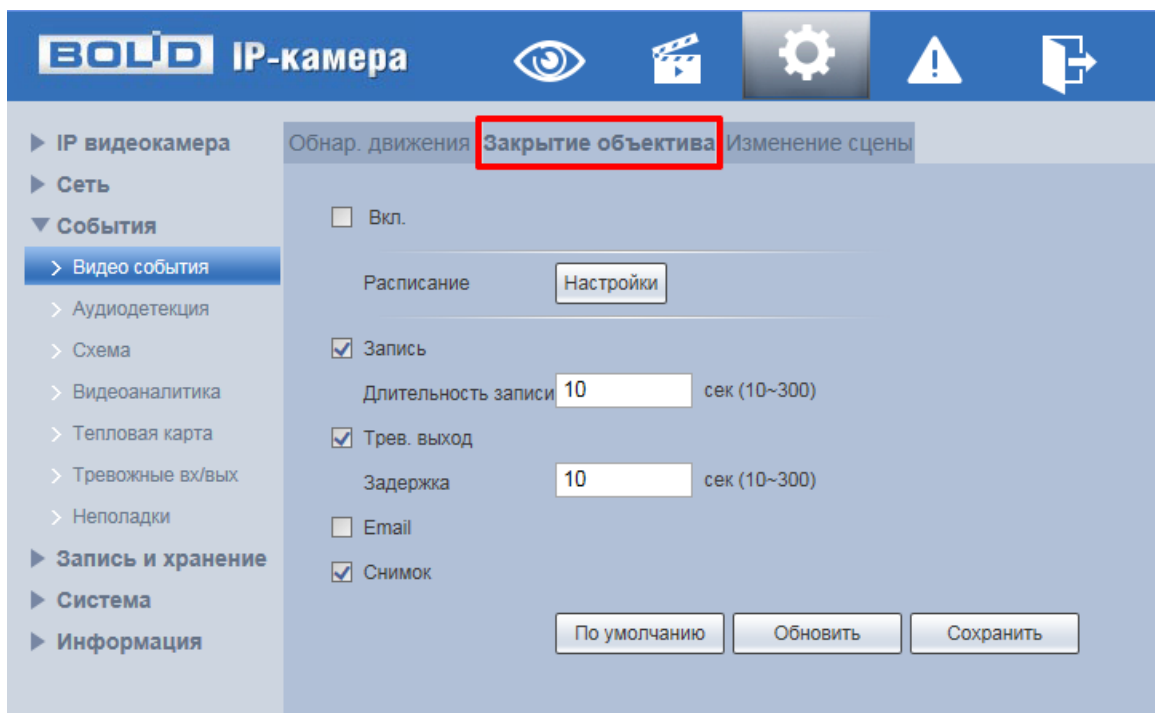 BOLID IP-камера
IP видеокамера
Сеть
События
Видео события
Аудиодетекция
Схема
Видеоаналитика
Тепловая карта
Тревожные вх/вых
Неполадки
Запись и хранение
Система
Информация
Обнар. движения Закрытие объектива Изменение сцены
Вкл.
Расписание Настройки
Запись
Длительность записи 10 сек (10~300)
Трев. выход
Задержка 10 сек (10~300)
Email
Снимок
По умолчанию Обновить Сохранить